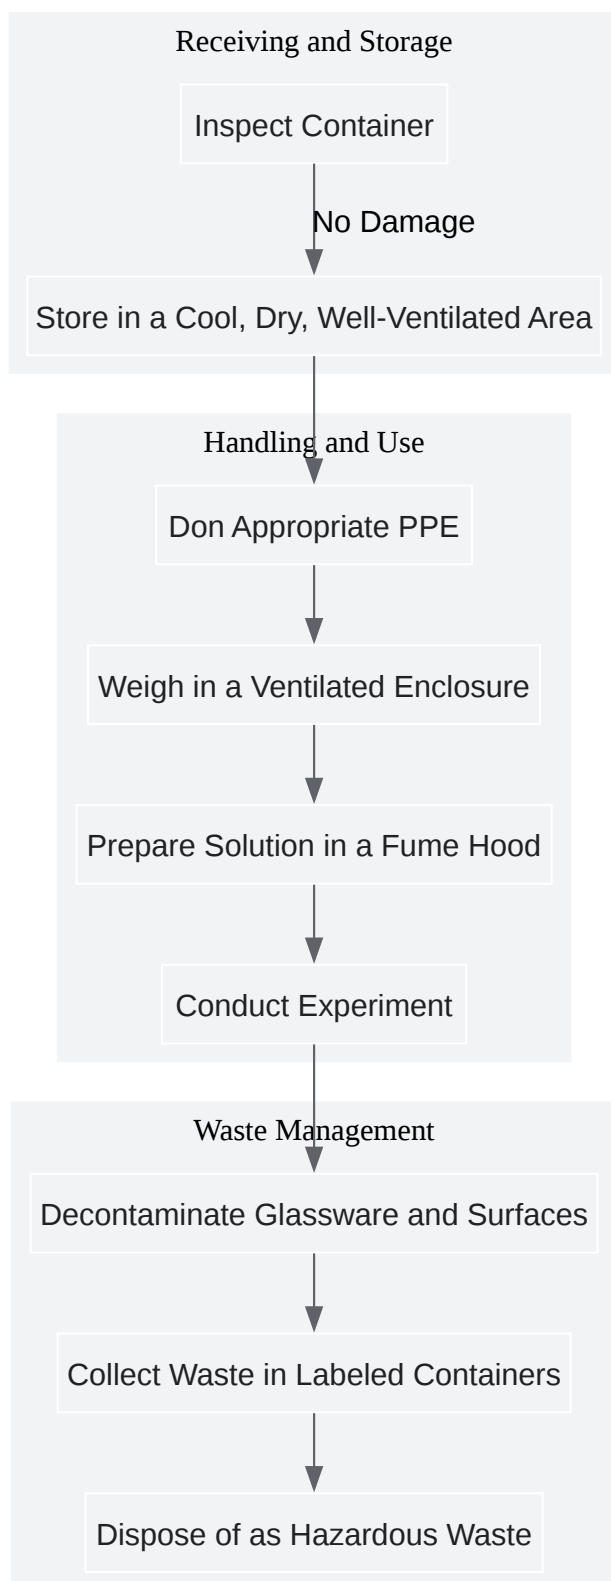 Receiving and Storage
Inspect Container
No Damage
Store in a Cool, Dry, Well-Ventilated Area
Handling and Use
Don Appropriate PPE
Weigh in a Ventilated Enclosure
Prepare Solution in a Fume Hood
Conduct Experiment
Waste Management
Decontaminate Glassware and Surfaces
Collect Waste in Labeled Containers
Dispose of as Hazardous Waste